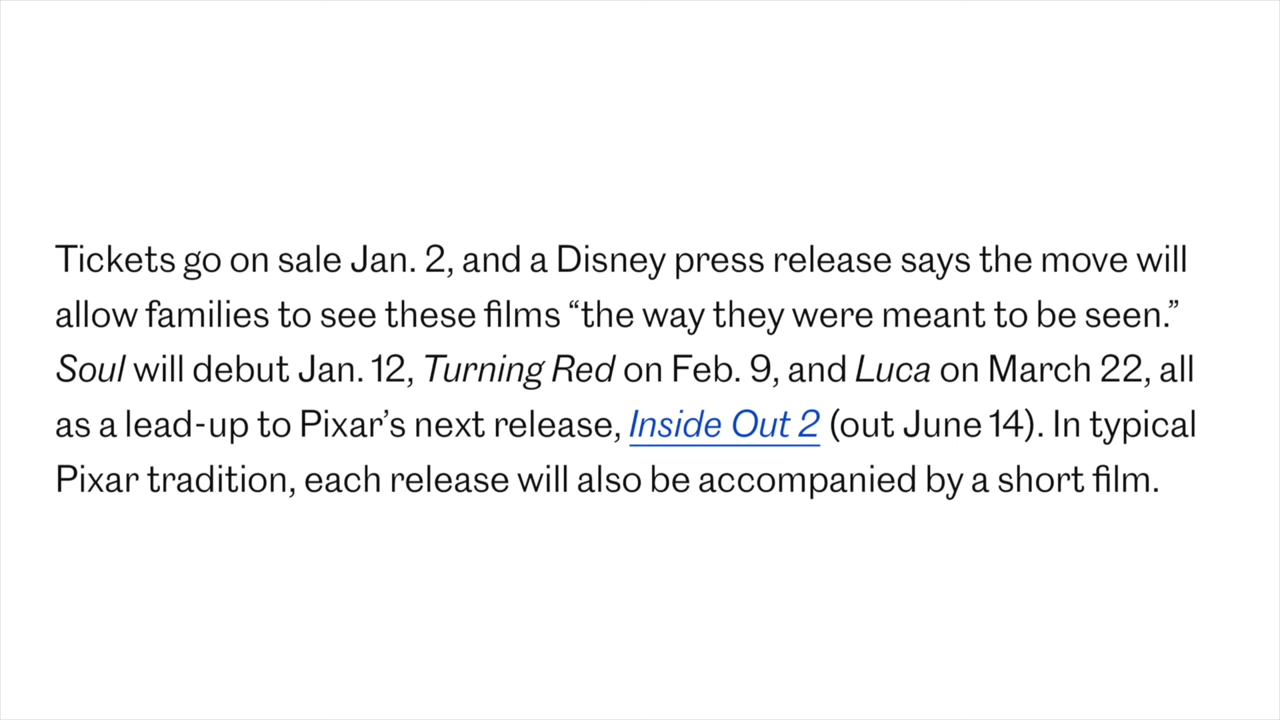 Tickets go on sale Jan. 2, and a Disney press release says the move will
allow families to see these films “the way they were meant to be seen.”
Soul will debut Jan. 12, Turning Red on Feb. 9, and Luca on March 22, all
as a lead-up to Pixar’s next release, Inside Out 2 (out June 14). In typical
Pixar tradition, each release will also be accompanied by a short film.